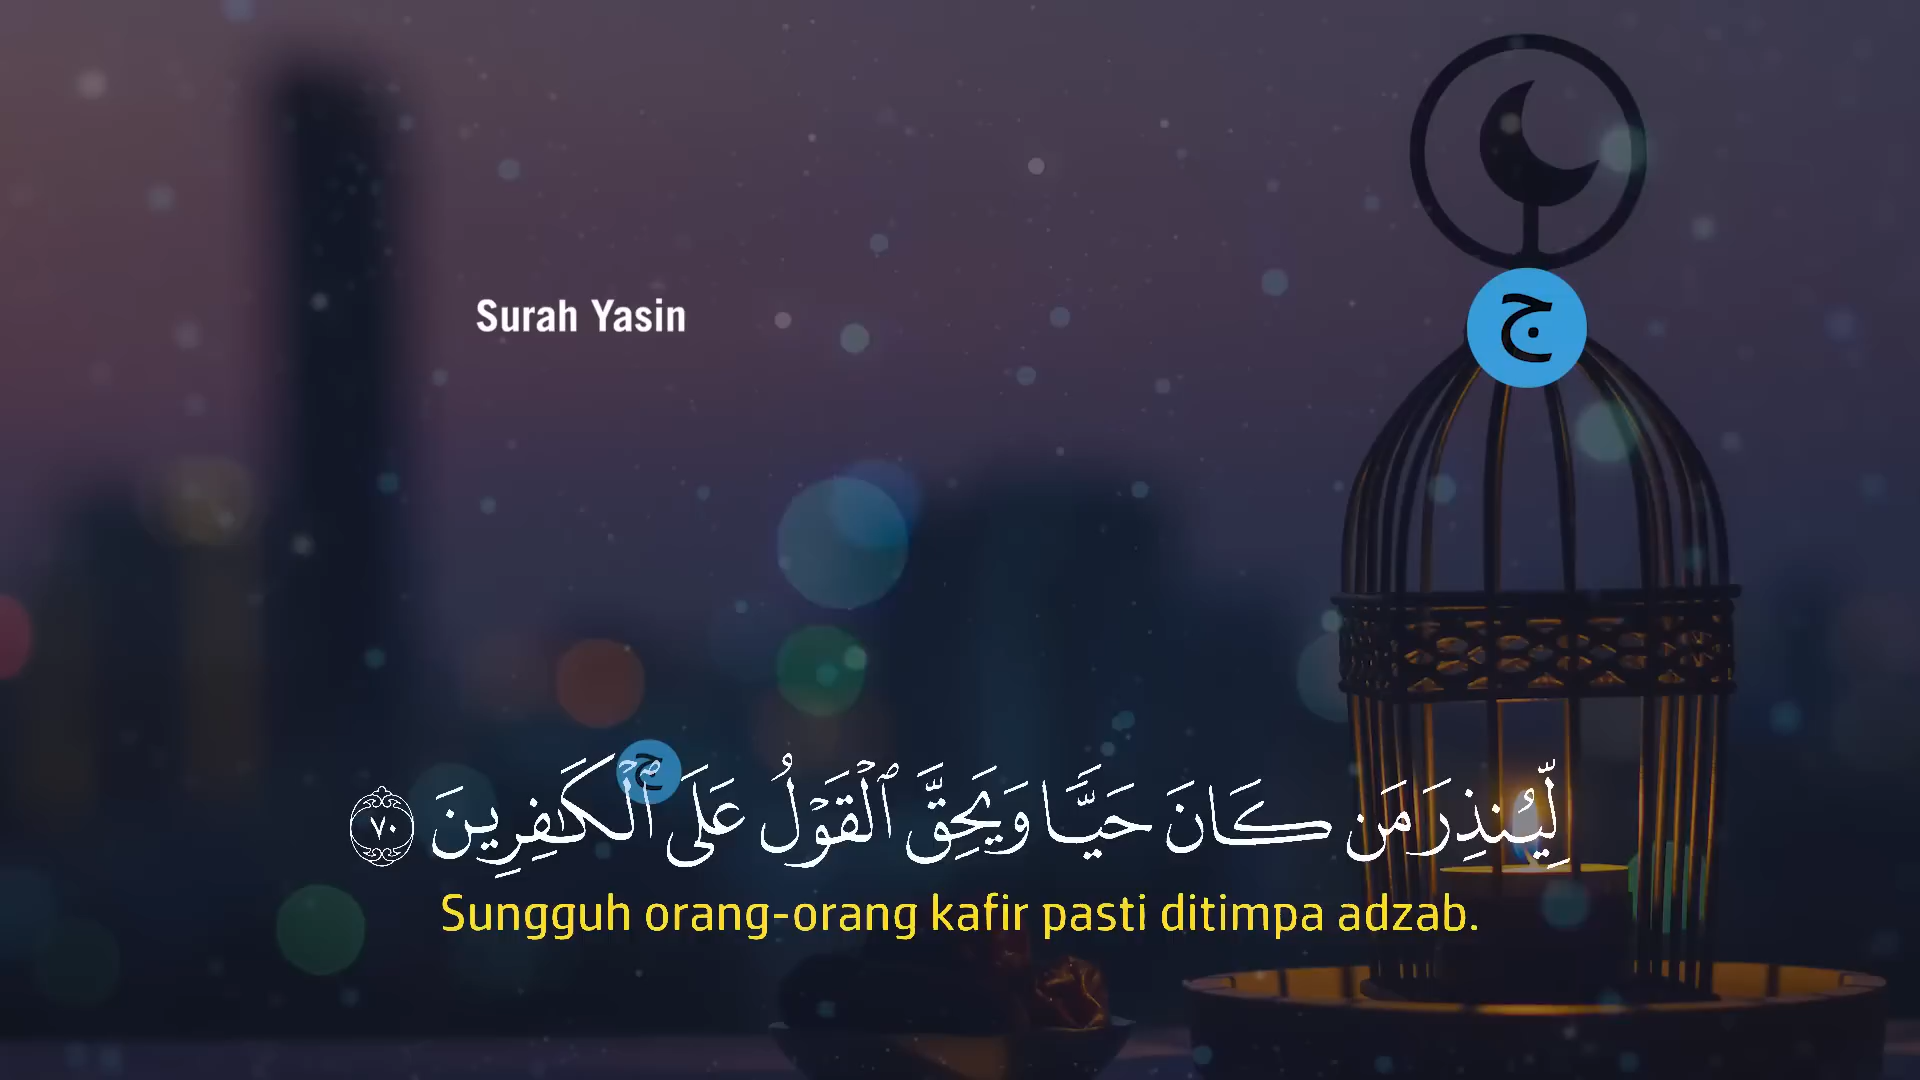 Surah Yasin
ج
ج
لِّيُنذِرَ مَن كَانَ حَيًّا وَيَحِقَّ ٱلْقَوْلُ عَلَى ٱلْكَـٰفِرِينَ ٧٠
Sungguh orang-orang kafir pasti ditimpa adzab.